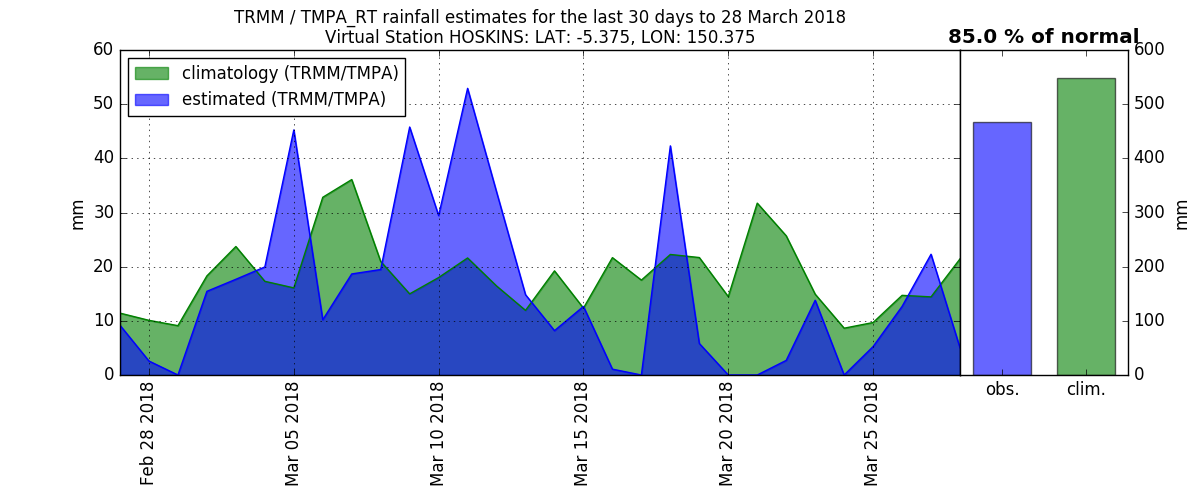 TRMM / TMPA_RT rainfall estimates for the last 30 days to 28 March 2018
Virtual Station HOSKINS: LAT: -5.375, LON: 150.375
85.0 % of normal
climatology (TRMM/TMPA)
estimated (TRMM/TMPA)
60
50
40
30
20
10
0
mm
Feb 28 2018
Mar 05 2018
Mar 10 2018
Mar 15 2018
Mar 20 2018
Mar 25 2018
obs.
clim.
600
500
400
300
200
100
0
mm